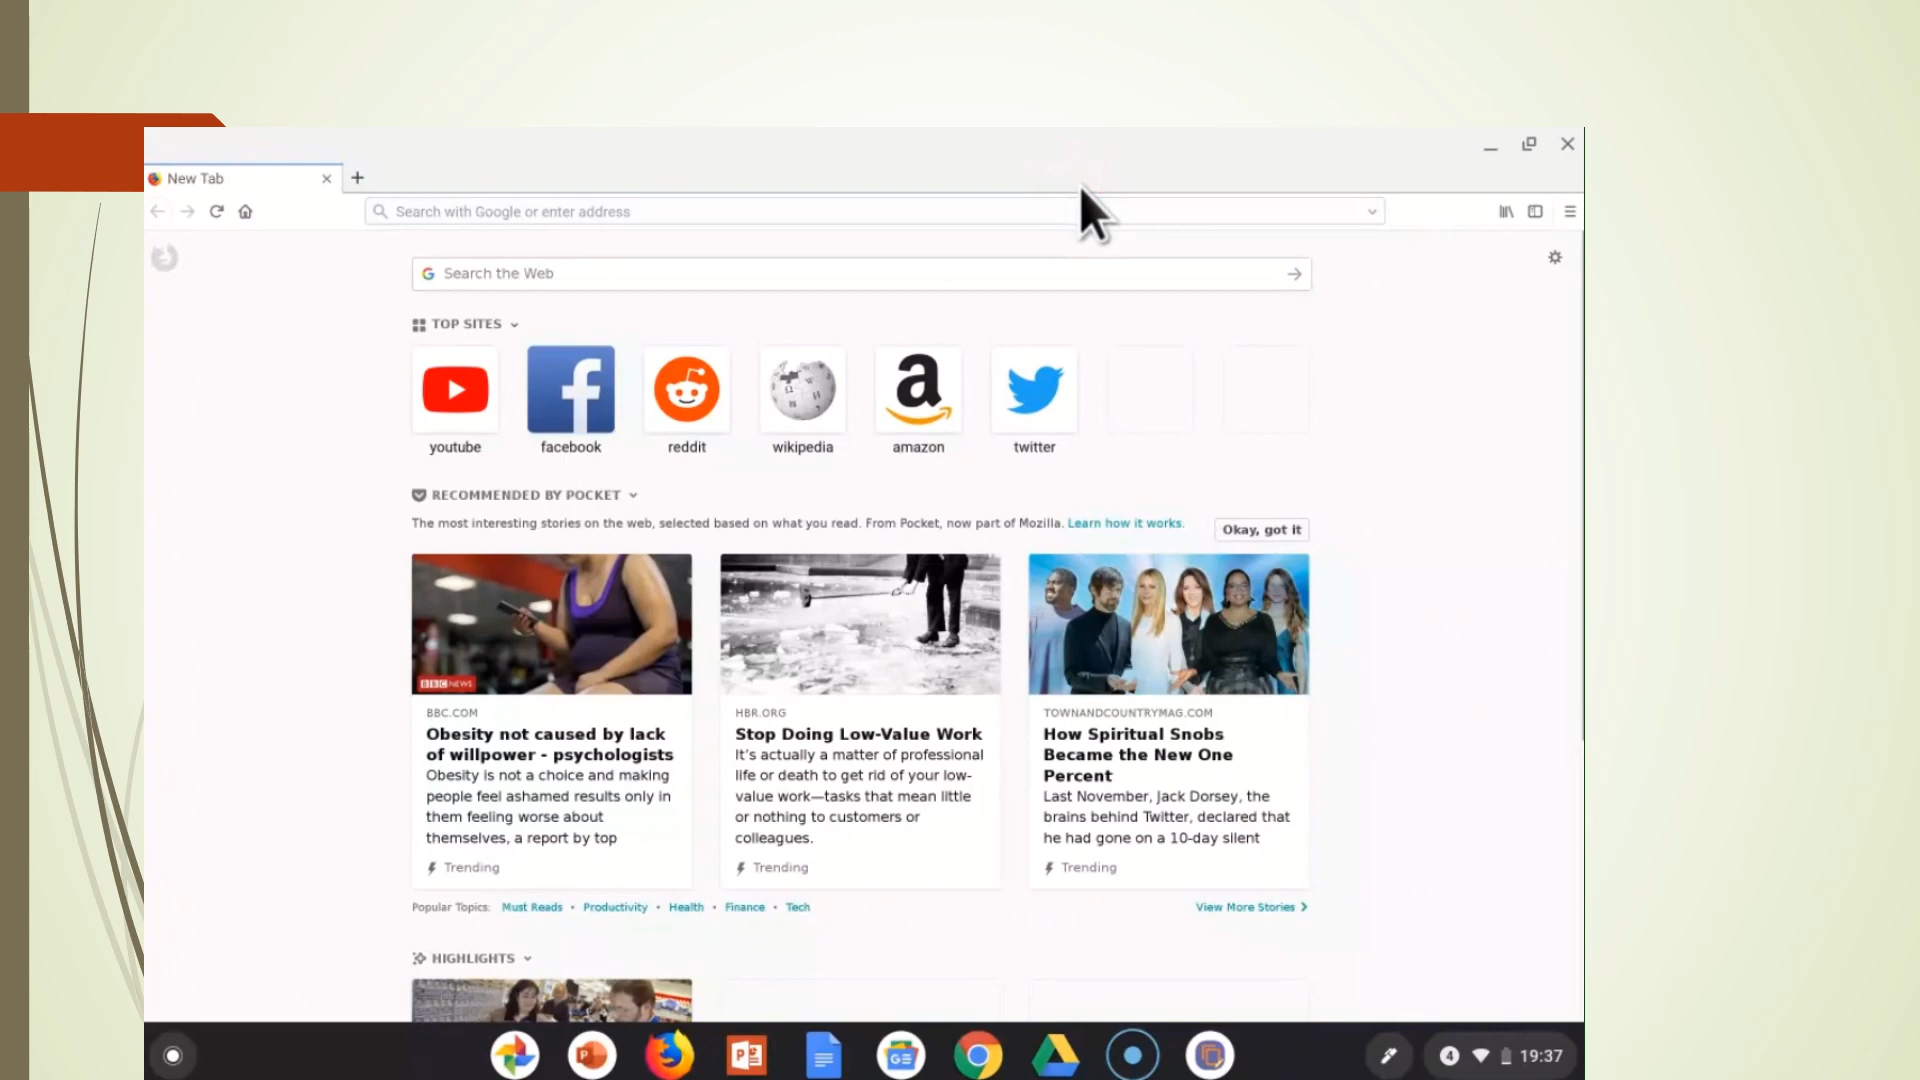 New Tab
Search with Google or enter address
Search the Web
TOP SITES
youtube facebook reddit wikipedia amazon twitter
RECOMMENDED BY POCKET
The most interesting stories on the web, selected based on what you read. From Pocket, now part of Mozilla. Learn how it works.
Okay, got it
BBC NEWS
BBC.COM
Obesity not caused by lack
of willpower - psychologists
Obesity is not a choice and making
people feel ashamed results only in
them feeling worse about
themselves, a report by top
Trending
HBR.ORG
Stop Doing Low-Value Work
It's actually a matter of professional
life or death to get rid of your low-
value work—tasks that mean little
or nothing to customers or
colleagues.
Trending
TOWNANDCOUNTRYMAG.COM
How Spiritual Snobs
Became the New One
Percent
Last November, Jack Dorsey, the
brains behind Twitter, declared that
he had gone on a 10-day silent
Trending
Popular Topics: Must Reads • Productivity • Health • Finance • Tech
View More Stories
HIGHLIGHTS
4 19:37